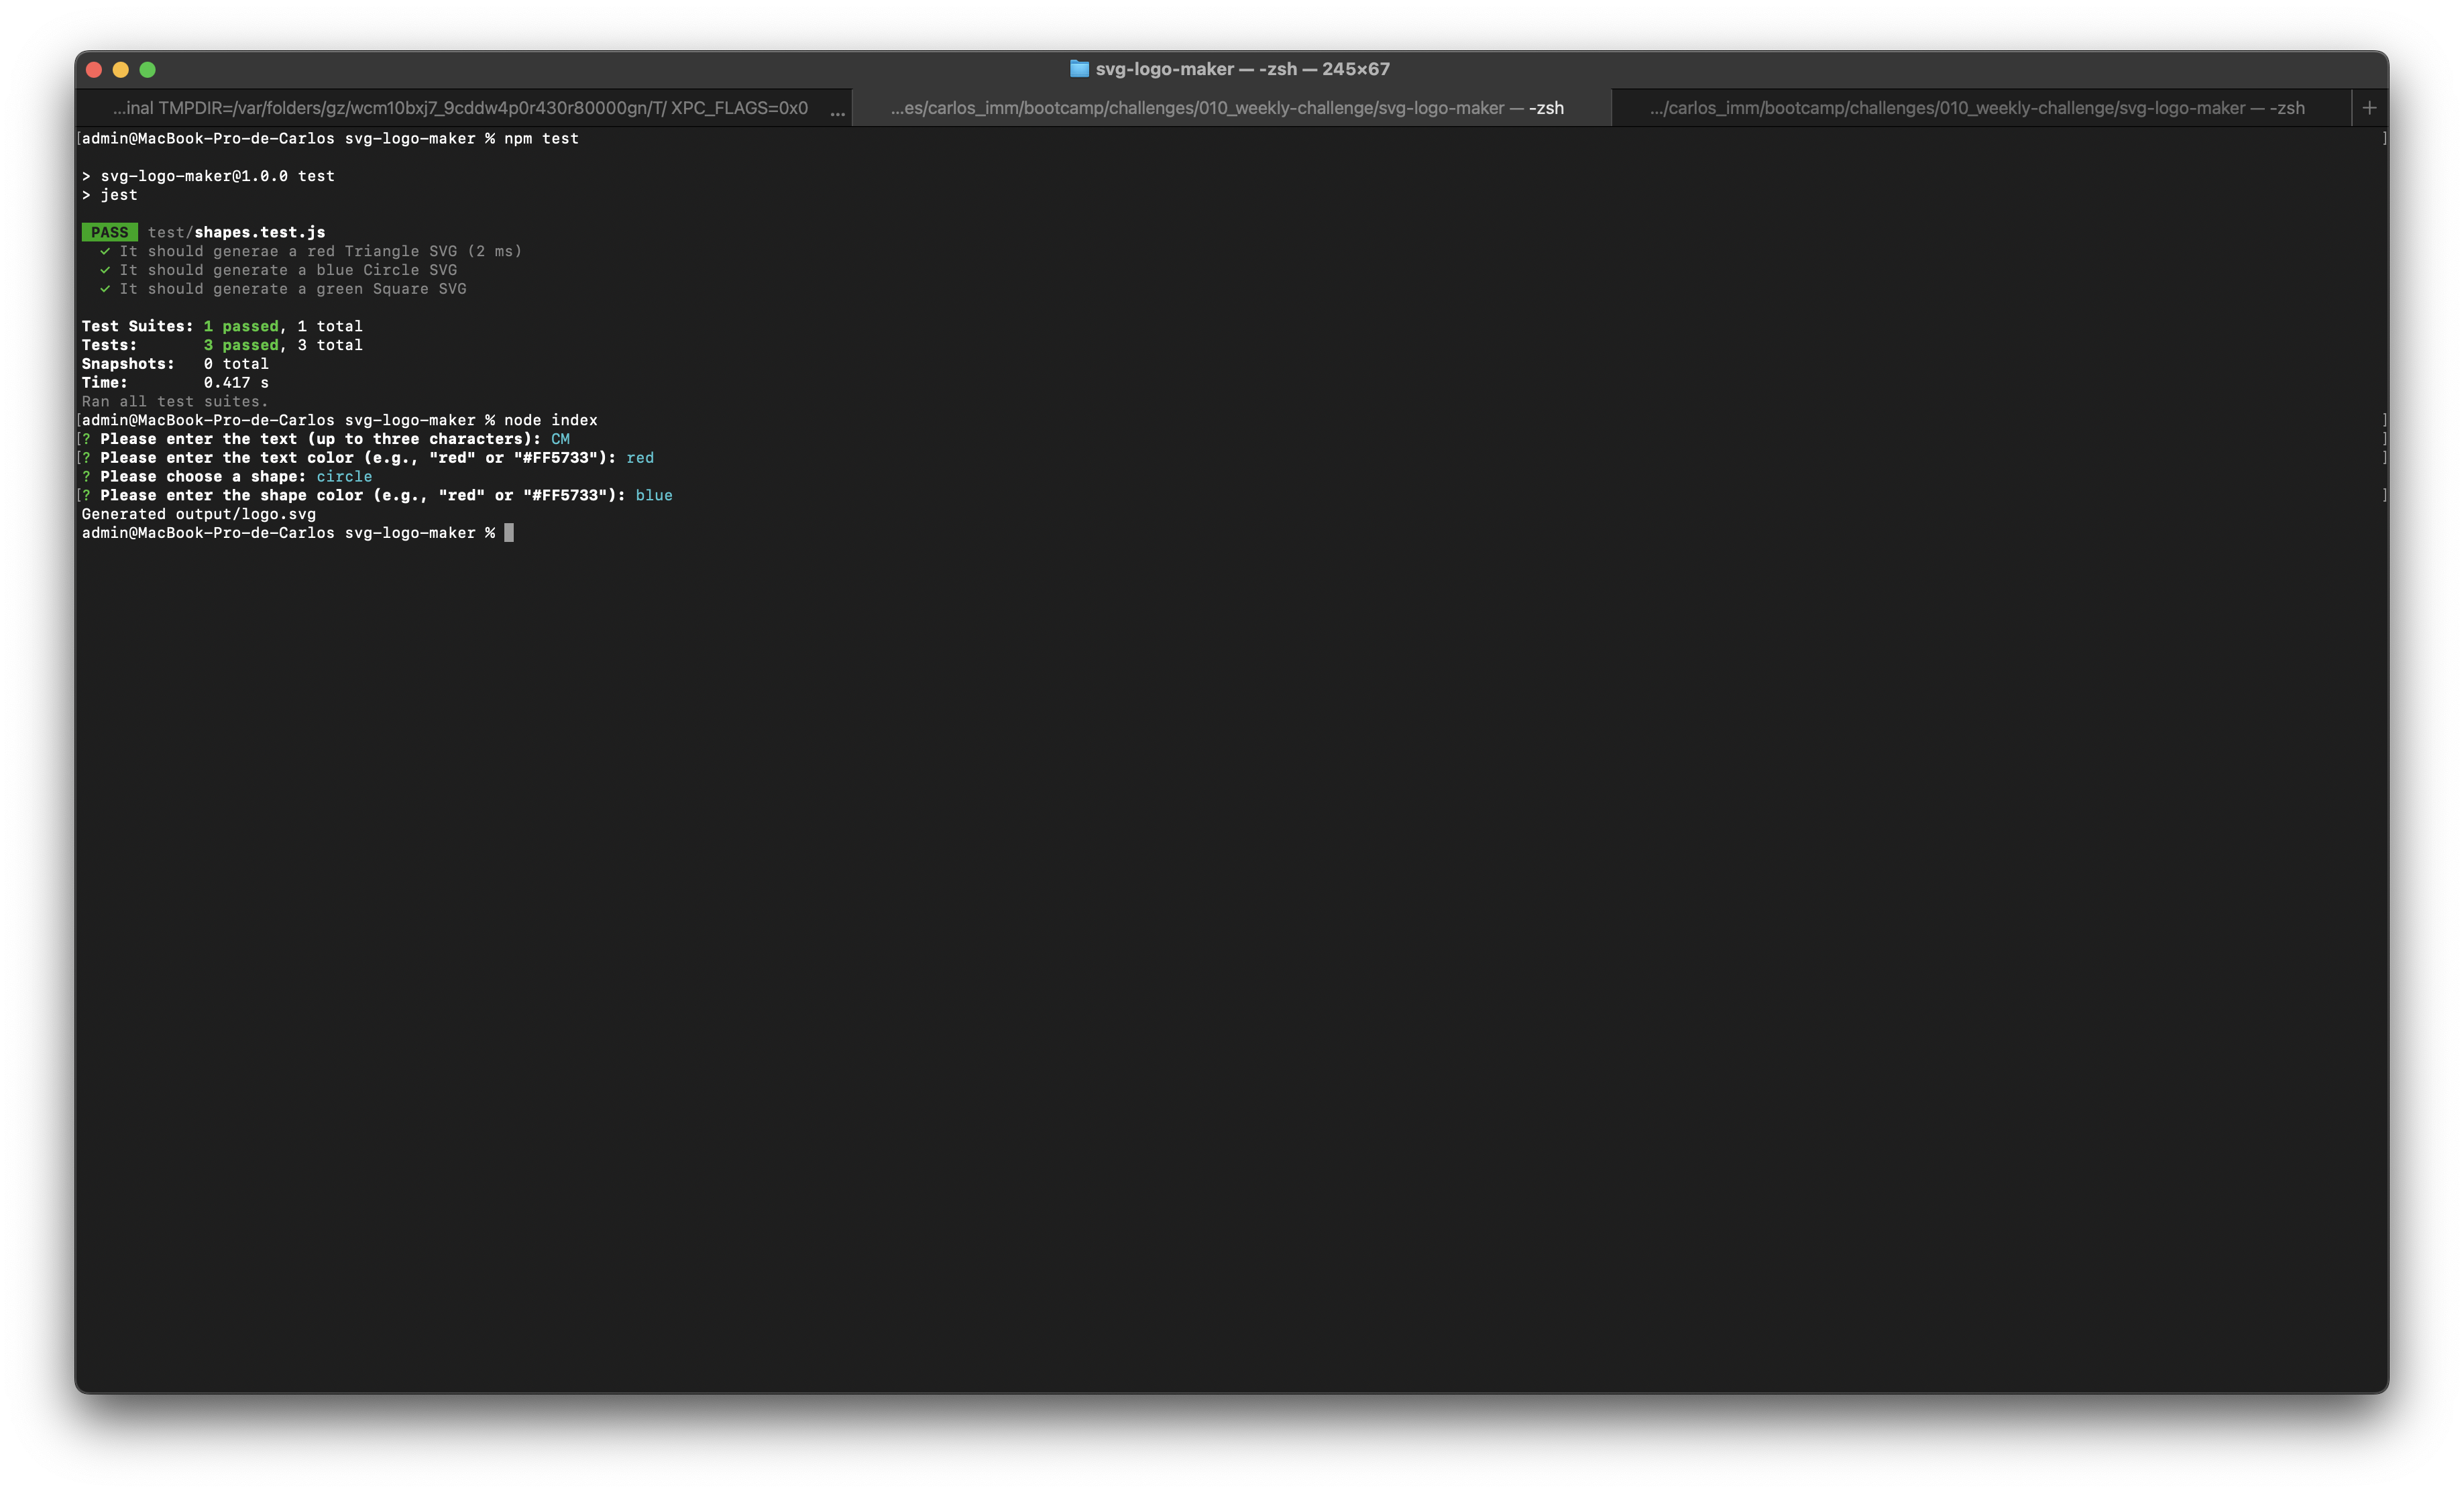 svg-logo-maker — -zsh — 245×67
...inal TMPDIR=/var/folders/gz/wcm10bxj7_9cddw4p0r430r80000gn/T/ XPC_FLAGS=0x0 ...
...es/carlos_imm/bootcamp/challenges/010_weekly-challenge/svg-logo-maker — -zsh
.../carlos_imm/bootcamp/challenges/010_weekly-challenge/svg-logo-maker — -zsh
[admin@MacBook-Pro-de-Carlos svg-logo-maker % npm test ]
> svg-logo-maker@1.0.0 test
> jest
PASS test/shapes.test.js
✓ It should generae a red Triangle SVG (2 ms)
✓ It should generate a blue Circle SVG
✓ It should generate a green Square SVG
Test Suites: 1 passed, 1 total
Tests: 3 passed, 3 total
Snapshots: 0 total
Time: 0.417 s
Ran all test suites.
[admin@MacBook-Pro-de-Carlos svg-logo-maker % node index ]
[? Please enter the text (up to three characters): CM ]
[? Please enter the text color (e.g., "red" or "#FF5733"): red ]
? Please choose a shape: circle
[? Please enter the shape color (e.g., "red" or "#FF5733"): blue ]
Generated output/logo.svg
admin@MacBook-Pro-de-Carlos svg-logo-maker %